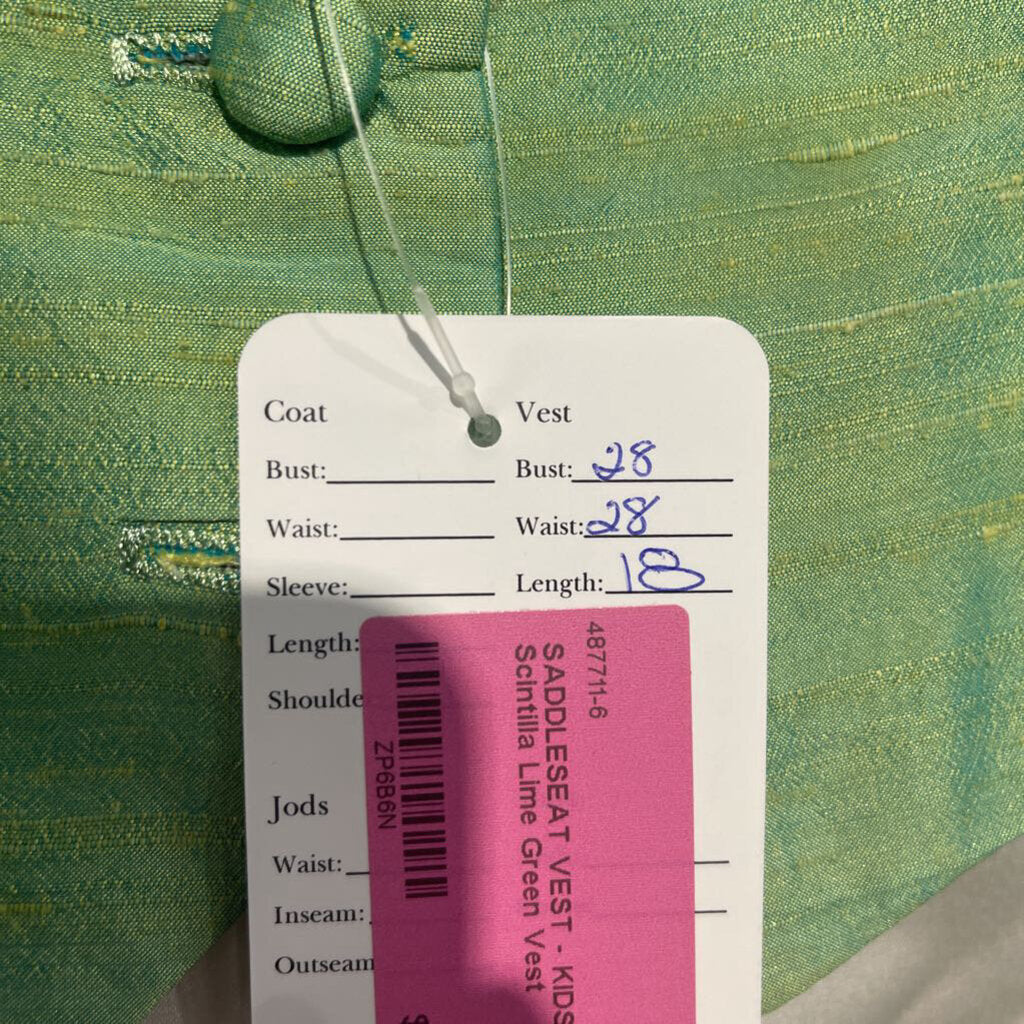 Coat
Bust:
Waist:
Sleeve:
Length:
Shoulde
Vest
Bust: 28
Waist: 28
Length: 18
Jods
Waist:
Inseam:
Outseam
487711-6
SADDLESEAT VEST - KIDS
Scintilla Lime Green Vest
ZP6B6N
$